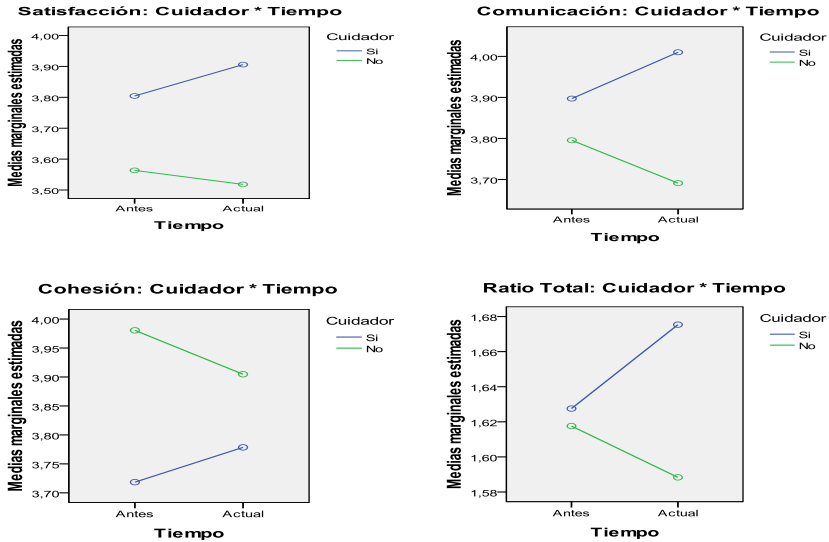 Satisfacción: Cuidador * Tiempo
Medias marginales estimadas
4,00
3,90
3,80
3,70
3,60
3,50
Antes
Actual
Tiempo
Cuidador
Si
No
Comunicación: Cuidador * Tiempo
Medias marginales estimadas
4,00
3,90
3,80
3,70
Antes
Actual
Tiempo
Cuidador
Si
No
Cohesión: Cuidador * Tiempo
Medias marginales estimadas
4,00
3,95
3,90
3,85
3,80
3,75
3,70
Antes
Actual
Tiempo
Cuidador
Si
No
Ratio Total: Cuidador * Tiempo
Medias marginales estimadas
1,68
1,66
1,64
1,62
1,60
1,58
Antes
Actual
Tiempo
Cuidador
Si
No